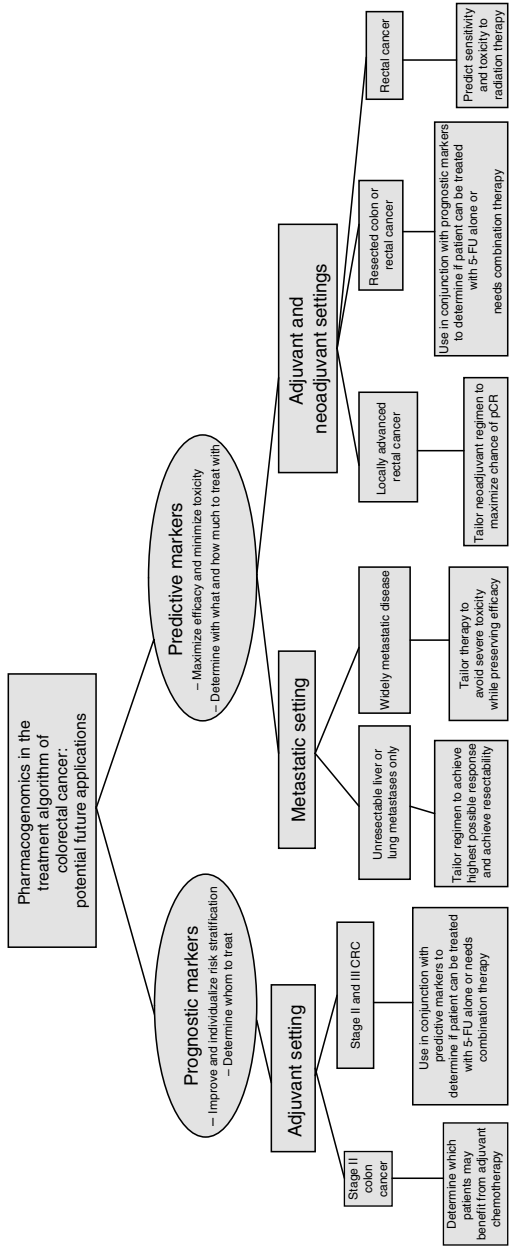 Pharmacogenomics in the
treatment algorithm of
colorectal cancer:
potential future applications
Prognostic markers
– Improve and individualize risk stratification
– Determine whom to treat
Predictive markers
– Maximize efficacy and minimize toxicity
– Determine with what and how much to treat with
Adjuvant setting
Metastatic setting
Adjuvant and
neoadjuvant settings
Stage II
colon
cancer
Stage II and III CRC
Unresectable liver or
lung metastases only
Widely metastatic disease
Locally advanced
rectal cancer
Resected colon or
rectal cancer
Rectal cancer
Determine which
patients may
benefit from adjuvant
chemotherapy
Use in conjunction with
predictive markers to
determine if patient can be treated
with 5-FU alone or needs
combination therapy
Tailor regimen to achieve
highest possible response
and achieve resectability
Tailor therapy to
avoid severe toxicity
while preserving efficacy
Tailor neoadjuvant regimen to
maximize chance of pCR
Use in conjunction with prognostic markers
to determine if patient can be treated
with 5-FU alone or
needs combination therapy
Predict sensitivity
and toxicity to
radiation therapy